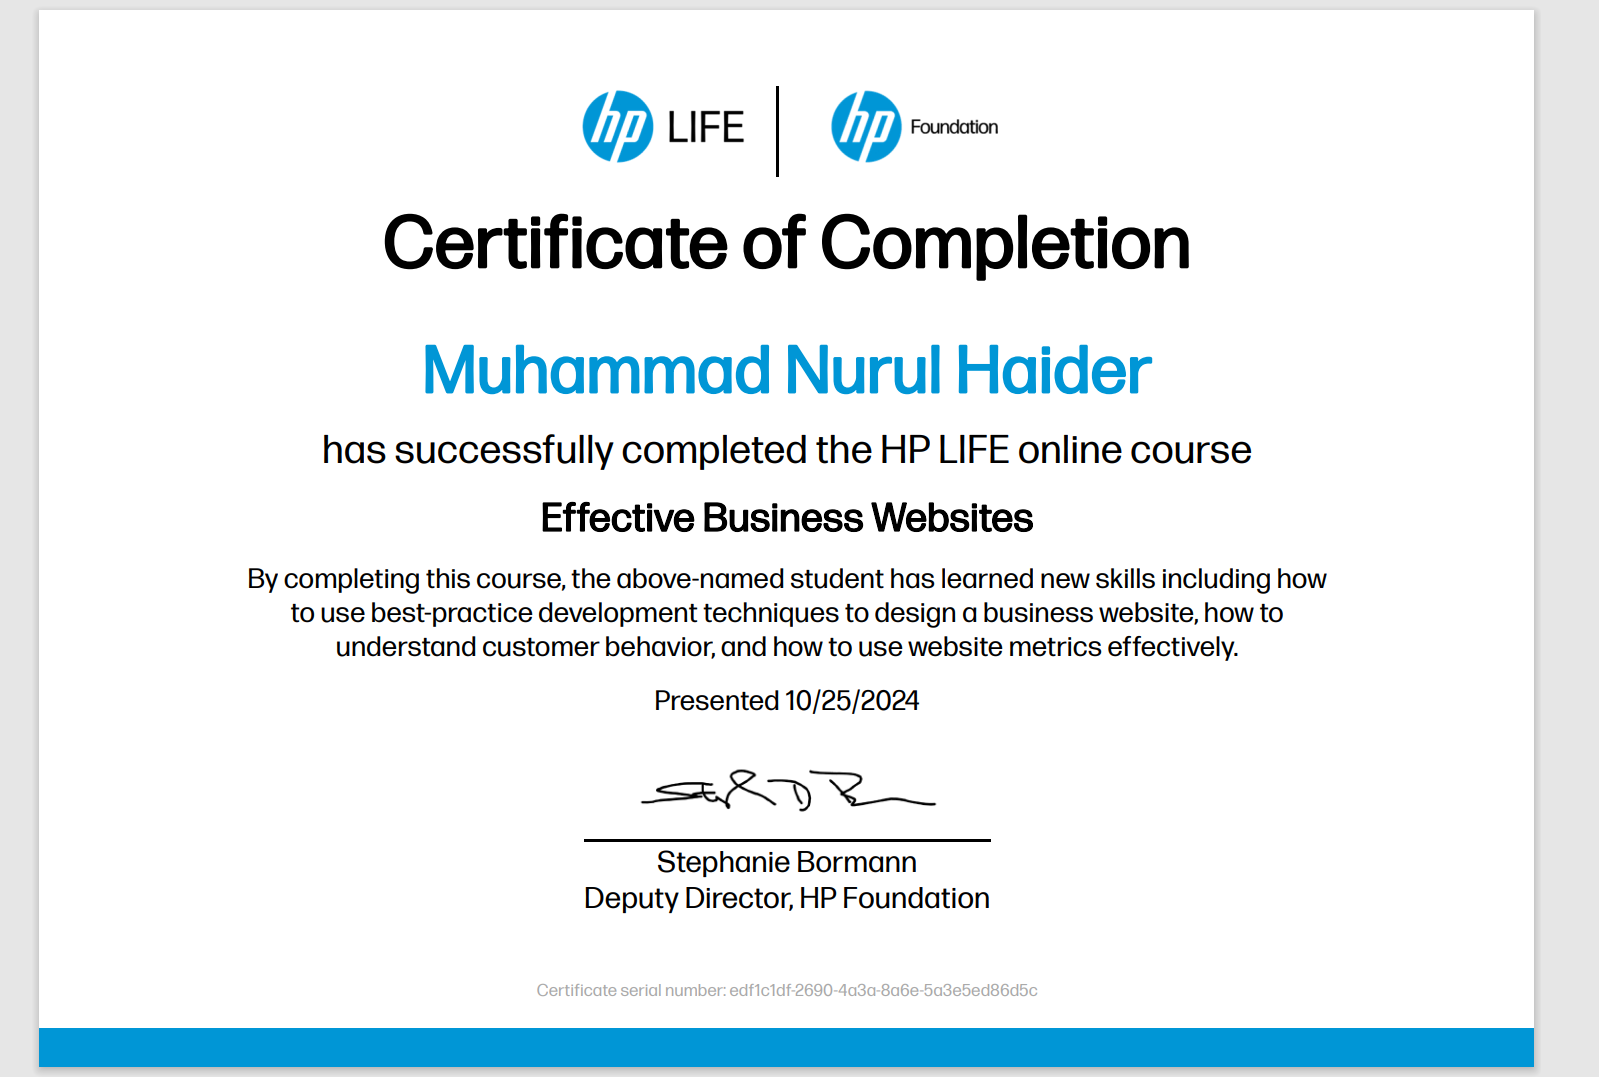 hp LIFE
hp Foundation
Certificate of Completion
Muhammad Nurul Haider
has successfully completed the HP LIFE online course
Effective Business Websites
By completing this course, the above-named student has learned new skills including how
to use best-practice development techniques to design a business website, how to
understand customer behavior, and how to use website metrics effectively.
Presented 10/25/2024
Stephanie Bormann
Deputy Director, HP Foundation
Certificate serial number: edf1c1df-2690-4a3a-8a6e-5a3e5ed86d5c